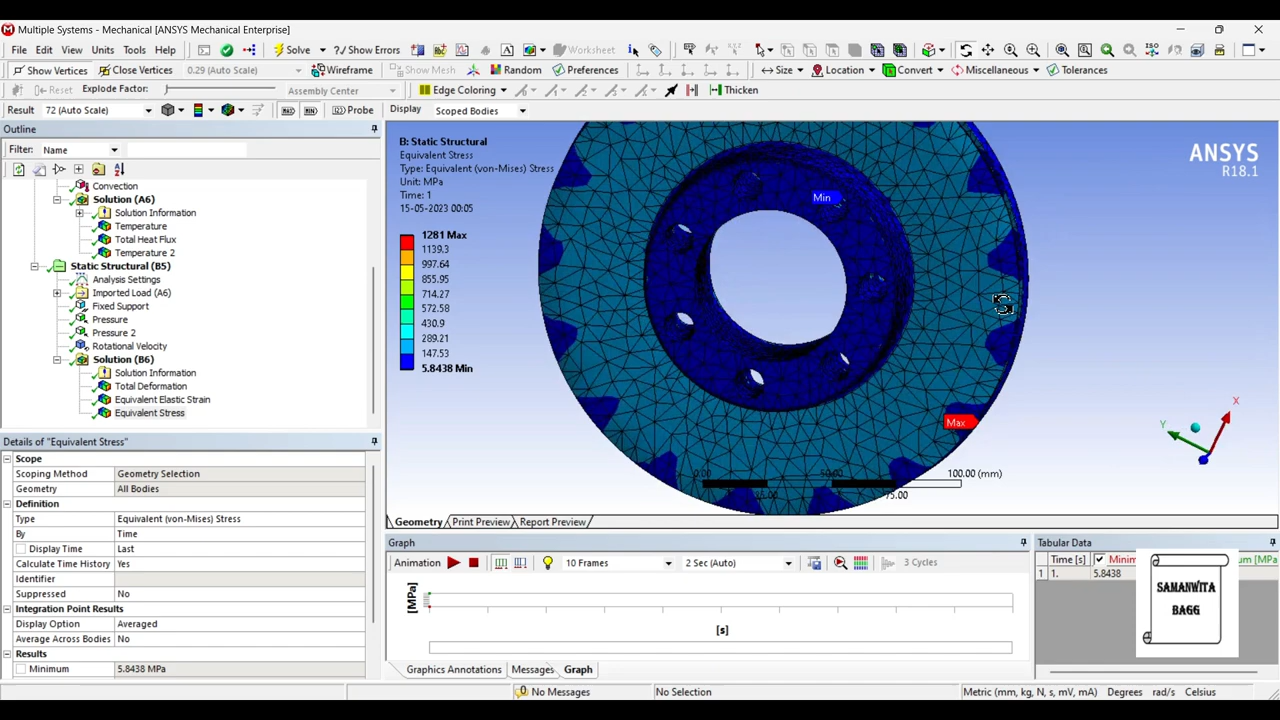 Multiple Systems - Mechanical [ANSYS Mechanical Enterprise]
File Edit View Units Tools Help Solve ?/ Show Errors Worksheet
Show Vertices Close Vertices 0.29 (Auto Scale) Wireframe Show Mesh Random Preferences Size Location Convert Miscellaneous Tolerances
Reset Explode Factor: Assembly Center Edge Coloring Thicken
Result 72 (Auto Scale) Probe Display Scoped Bodies
Outline
Filter: Name
Convection
Solution (A6)
Solution Information
Temperature
Total Heat Flux
Temperature 2
Static Structural (B5)
Analysis Settings
Imported Load (A6)
Fixed Support
Pressure
Pressure 2
Rotational Velocity
Solution (B6)
Solution Information
Total Deformation
Equivalent Elastic Strain
Equivalent Stress
Details of "Equivalent Stress"
Scope
Scoping Method Geometry Selection
Geometry All Bodies
Definition
Type Equivalent (von-Mises) Stress
By Time
Display Time Last
Calculate Time History Yes
Identifier
Suppressed No
Integration Point Results
Display Option Averaged
Average Across Bodies No
Results
Minimum 5.8438 MPa
B: Static Structural
Equivalent Stress
Type: Equivalent (von-Mises) Stress
Unit: MPa
Time: 1
15-05-2023 00:05
1281 Max
1139.3
997.64
855.95
714.27
572.58
430.9
289.21
147.53
5.8438 Min
Min
Max
ANSYS
R18.1
X
Y
0.00 50.00 100.00 (mm)
75.00
Geometry Print Preview Report Preview
Graph
Animation 10 Frames 2 Sec (Auto) 3 Cycles
[MPa]
[s]
Graphics Annotations Messages Graph
Tabular Data
Time [s]
1 1. 5.8438
SAMANWITA
BAGG
No Messages No Selection Metric (mm, kg, N, s, mV, mA) Degrees rad/s Celsius